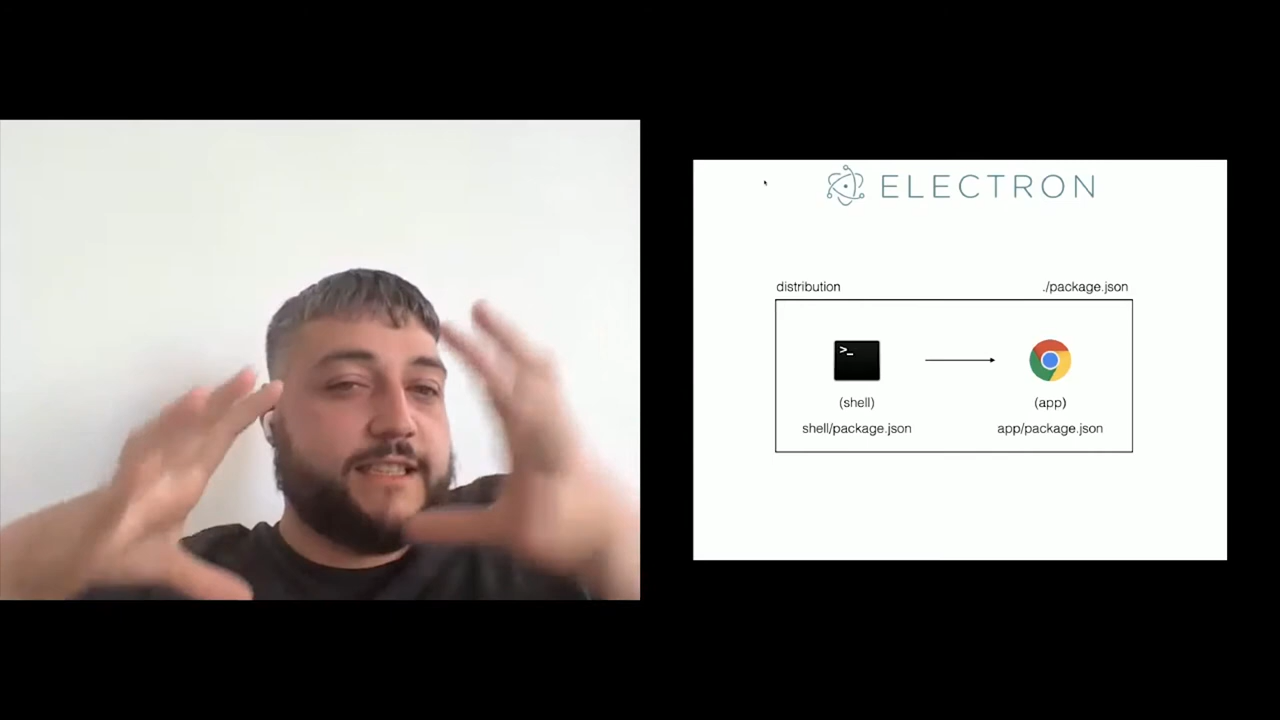 ELECTRON
distribution
./package.json
>_
(shell)
(app)
shell/package.json
app/package.json